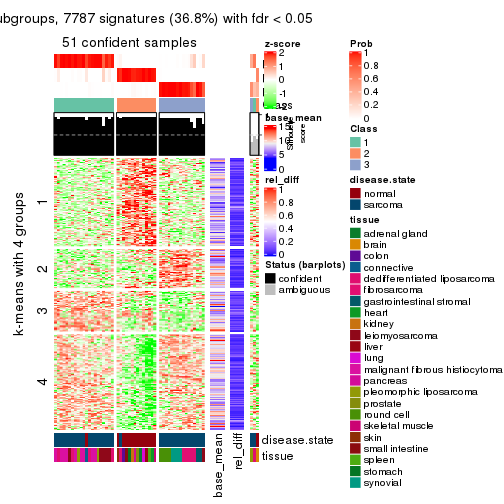 ubgroups, 7787 signatures (36.8%) with fdr < 0.05
51 confident samples
k-means with 4 groups
1
2
3
4
base_mean
rel_diff
disease.state
tissue
z-score
2
1
0
-1
-2
base_mean
15
10
5
0
rel_diff
1
0.8
0.6
0.4
0.2
0
Status (barplots)
confident
ambiguous
score
Prob
1
0.8
0.6
0.4
0.2
0
Class
1
2
3
disease.state
normal
sarcoma
tissue
adrenal gland
brain
colon
connective
dedifferentiated liposarcoma
fibrosarcoma
gastrointestinal stromal
heart
kidney
leiomyosarcoma
liver
lung
malignant fibrous histiocytoma
pancreas
pleomorphic liposarcoma
prostate
round cell
skeletal muscle
skin
small intestine
spleen
stomach
synovial